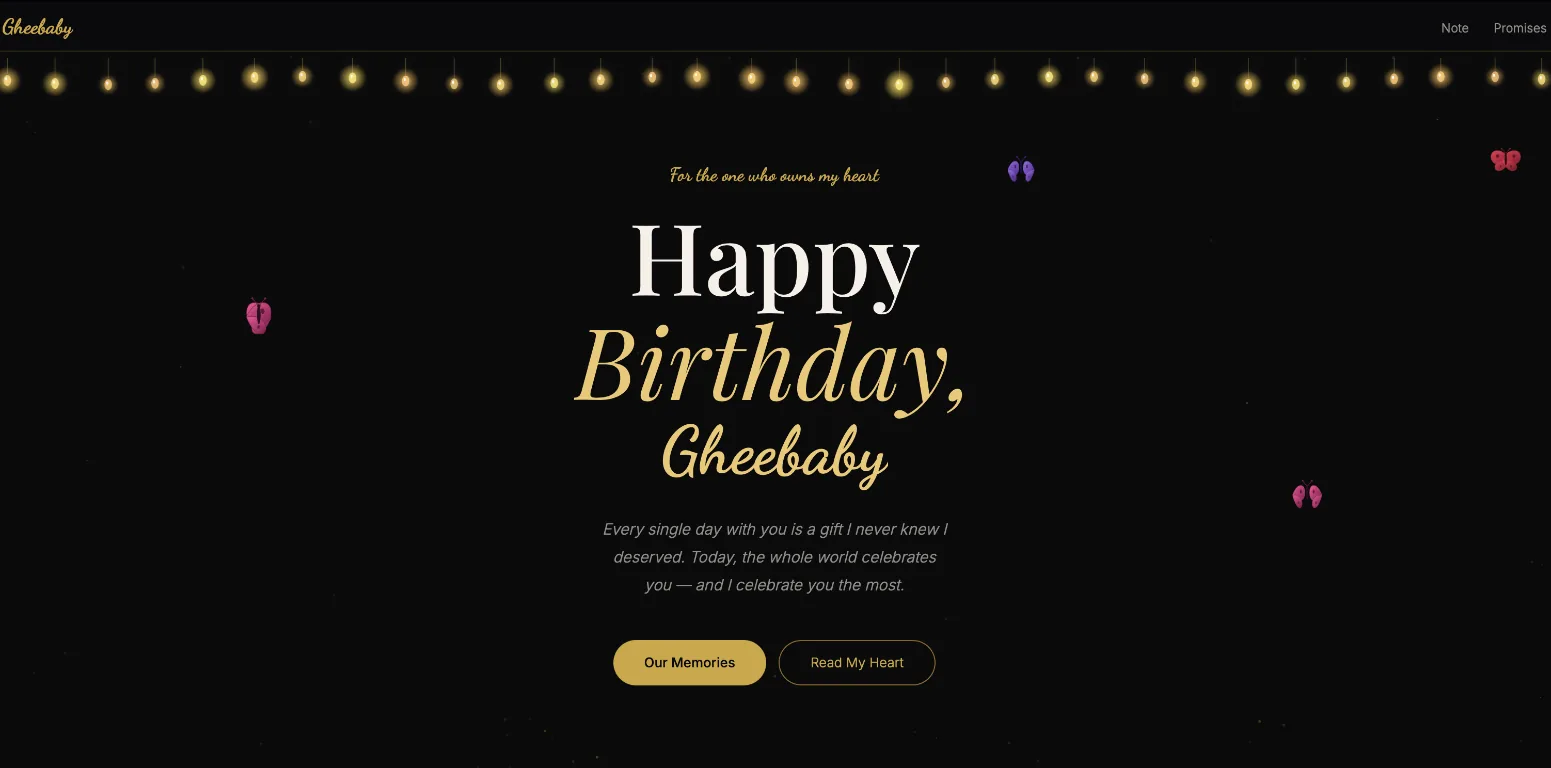 Gheebaby
Note
Promises
For the one who owns my heart
Happy
Birthday,
Gheebaby
Every single day with you is a gift I never knew I
deserved. Today, the whole world celebrates
you — and I celebrate you the most.
Our Memories
Read My Heart